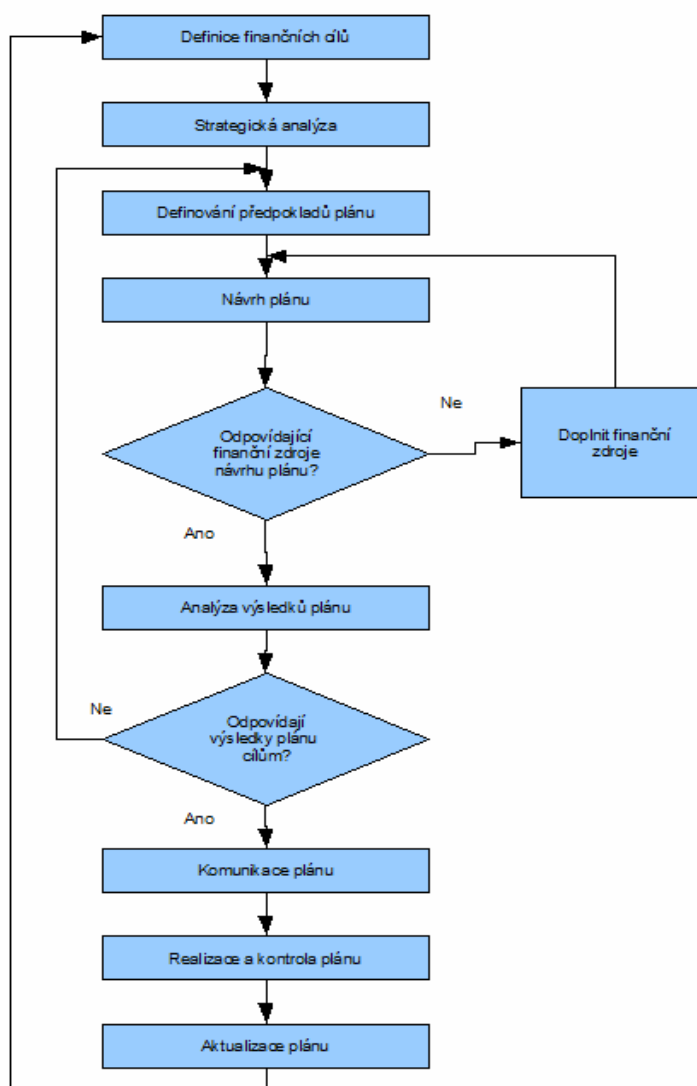 Definice finančních cílů
Strategická analýza
Definování předpokladů plánu
Návrh plánu
Odpovídající
finanční zdroje
návrhu plánu?
Ne
Doplnit finanční
zdroje
Ano
Analýza výsledků plánu
Ne
Odpovídají
výsledky plánu
cílům?
Ano
Komunikace plánu
Realizace a kontrola plánu
Aktualizace plánu